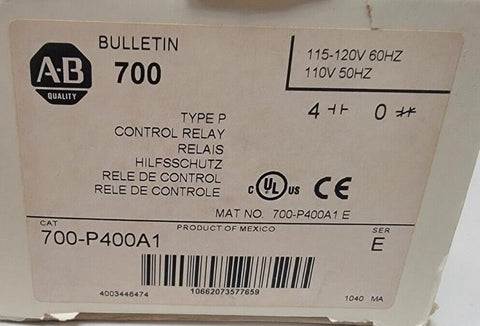 A-B
QUALITY
BULLETIN
700
115-120V 60HZ
110V 50HZ
4 0
TYPE P
CONTROL RELAY
RELAIS
HILFSSCHUTZ
RELE DE CONTROL
RELE DE CONTROLE
C UL US CE
MAT NO. 700-P400A1 E
PRODUCT OF MEXICO
CAT
700-P400A1
SER
E
4003446474
10662073577659
1040 MA